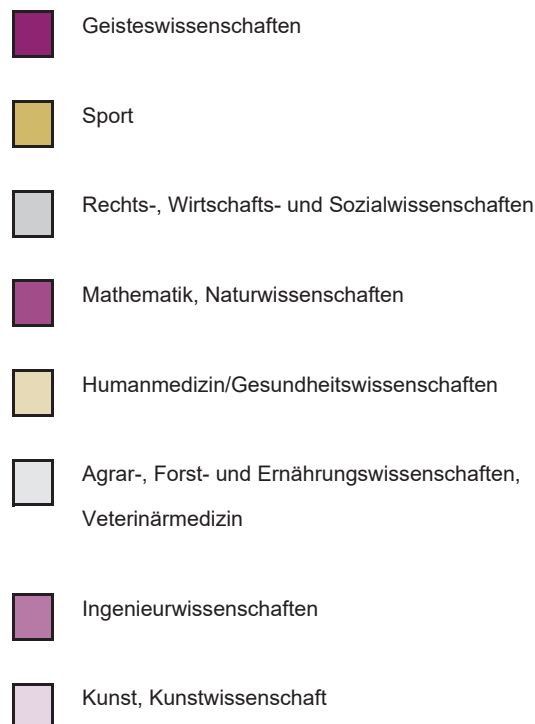 Geisteswissenschaften
Sport
Rechts-, Wirtschafts- und Sozialwissenschaften
Mathematik, Naturwissenschaften
Humanmedizin/Gesundheitswissenschaften
Agrar-, Forst- und Ernährungswissenschaften,
Veterinärmedizin
Ingenieurwissenschaften
Kunst, Kunstwissenschaft